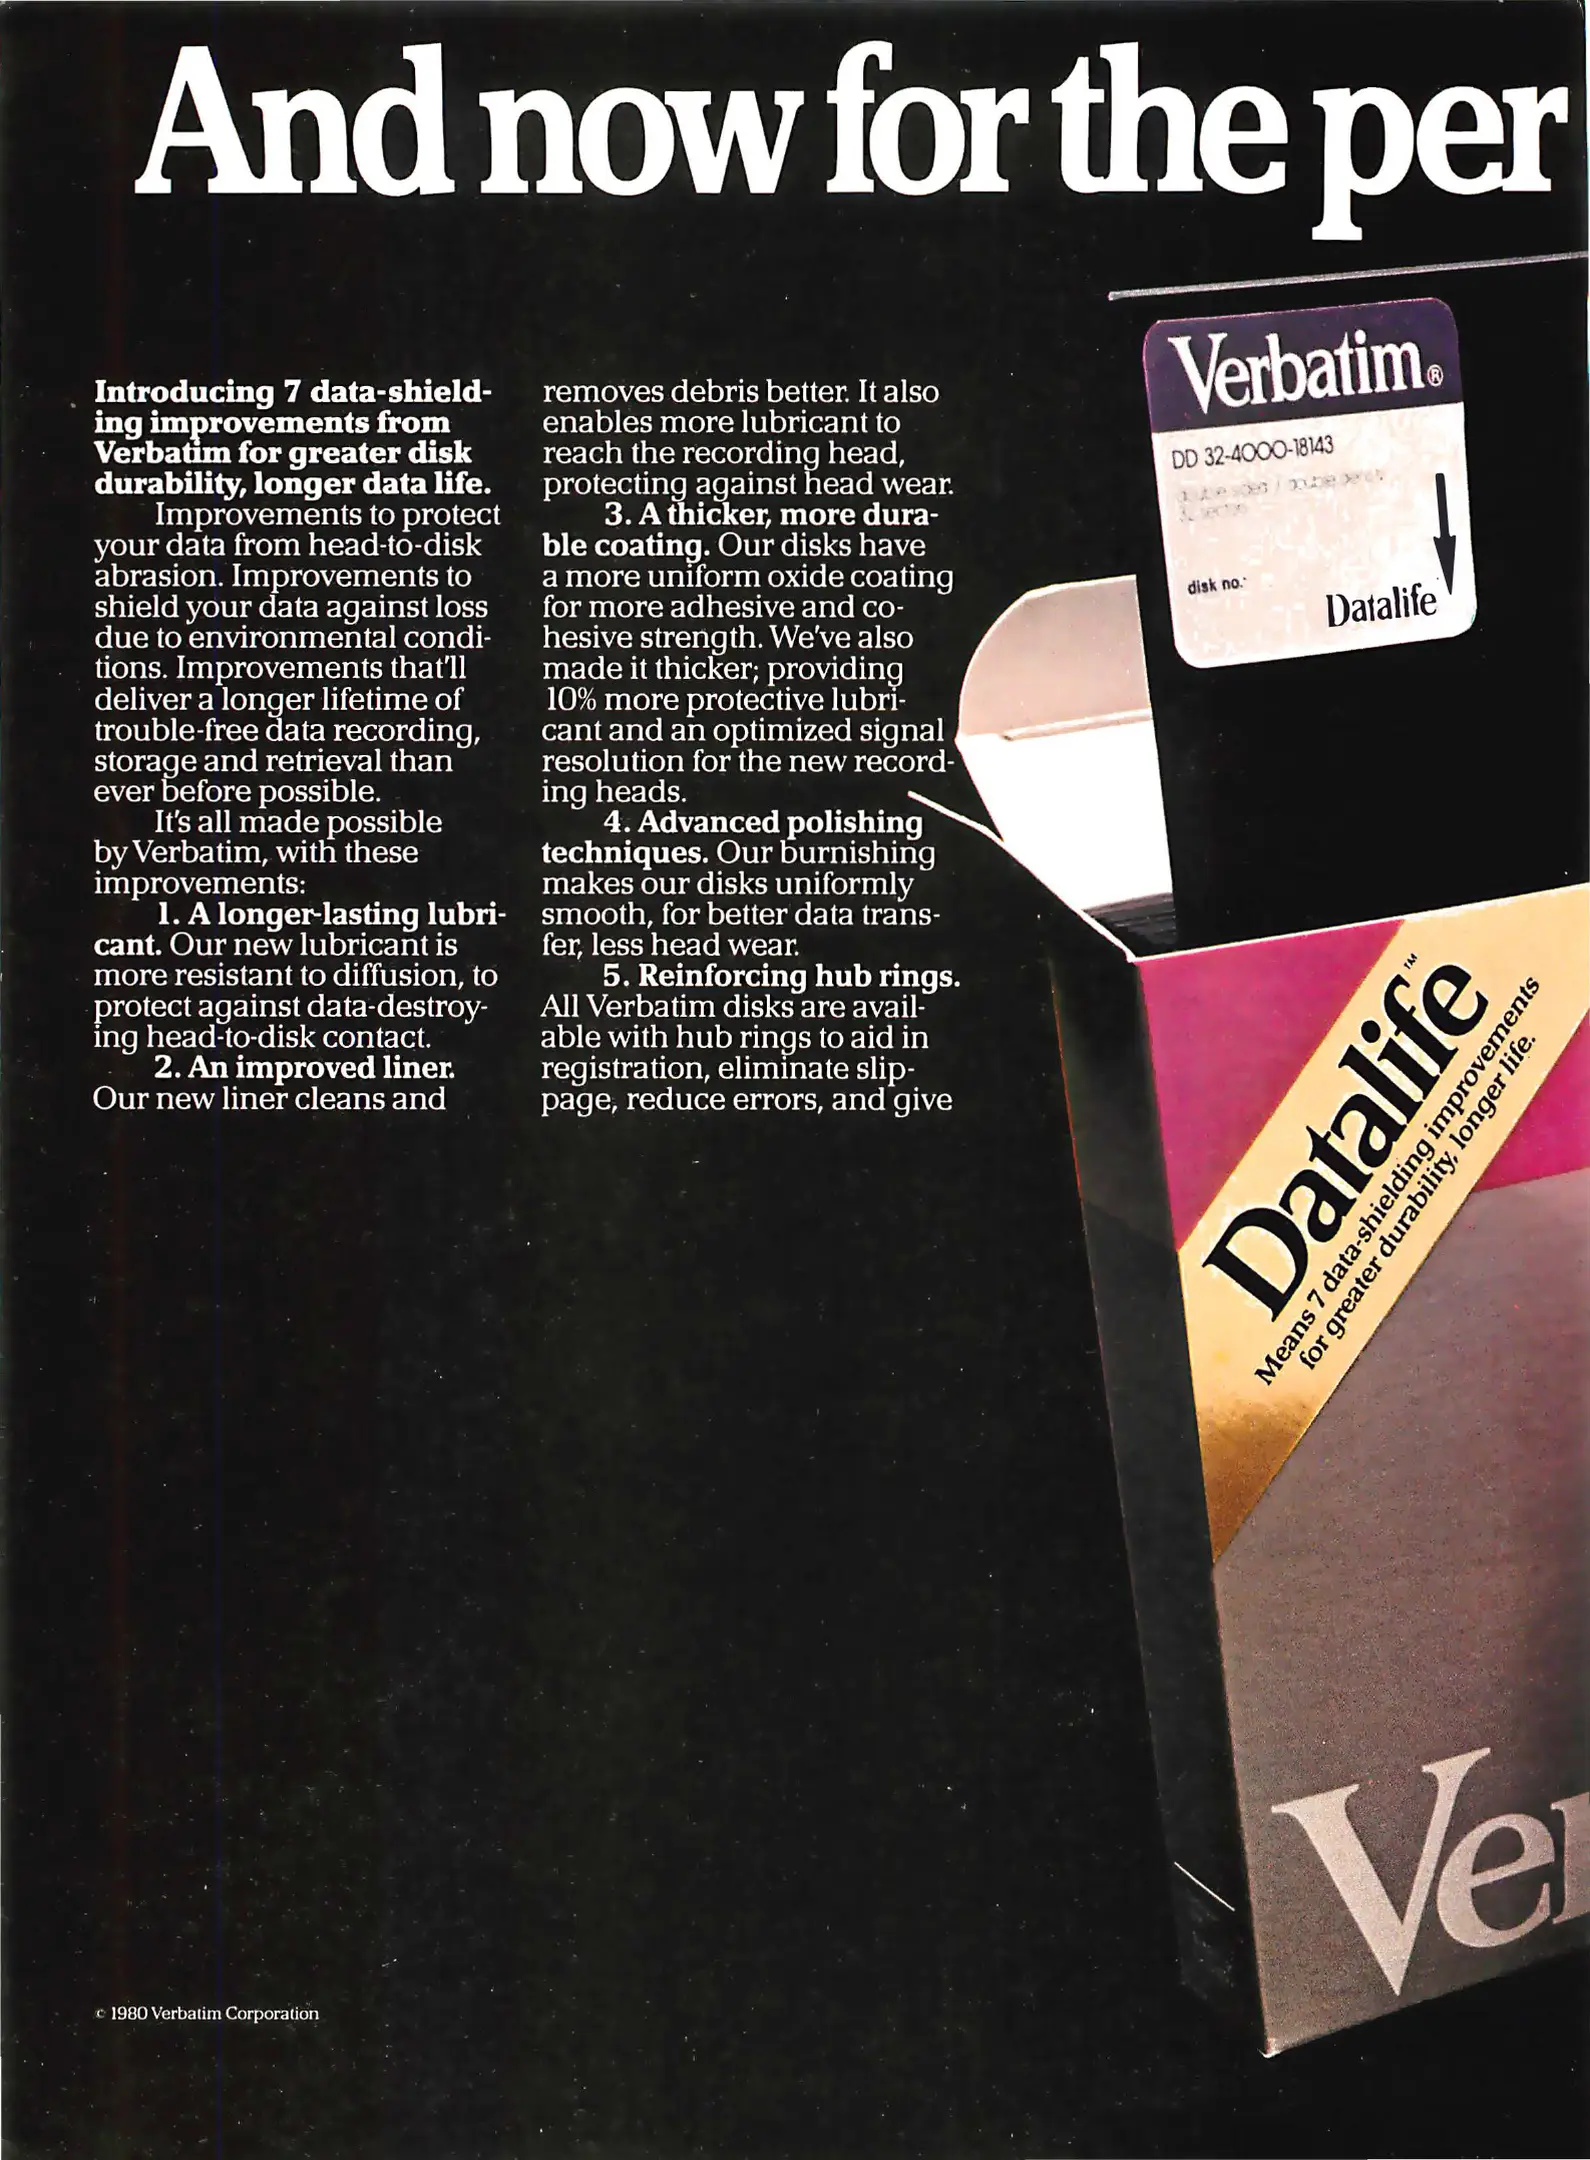 And now for the per
Introducing 7 data-shield-
ing improvements from
Verbatim for greater disk
durability, longer data life.
Improvements to protect
your data from head-to-disk
abrasion. Improvements to
shield your data against loss
due to environmental condi-
tions. Improvements that'll
deliver a longer lifetime of
trouble-free data recording,
storage and retrieval than
ever before possible.
It's all made possible
by Verbatim, with these
improvements:
1. A longer-lasting lubri-
cant. Our new lubricant is
more resistant to diffusion, to
protect against data-destroy-
ing head-to-disk contact.
2. An improved liner.
Our new liner cleans and
removes debris better. It also
enables more lubricant to
reach the recording head,
protecting against head wear.
3. A thicker, more dura-
ble coating. Our disks have
a more uniform oxide coating
for more adhesive and co-
hesive strength. We've also
made it thicker; providing
10% more protective lubri-
cant and an optimized signal
resolution for the new record-
ing heads.
4. Advanced polishing
techniques. Our burnishing
makes our disks uniformly
smooth, for better data trans-
fer, less head wear.
5. Reinforcing hub rings.
All Verbatim disks are avail-
able with hub rings to aid in
registration, eliminate slip-
page, reduce errors, and give
Verbatim®
DD 32-4000-18143
disk no.
Datalife
Datalife™
Means 7 data-shielding improvements
for greater durability, longer life.
Ver
© 1980 Verbatim Corporation